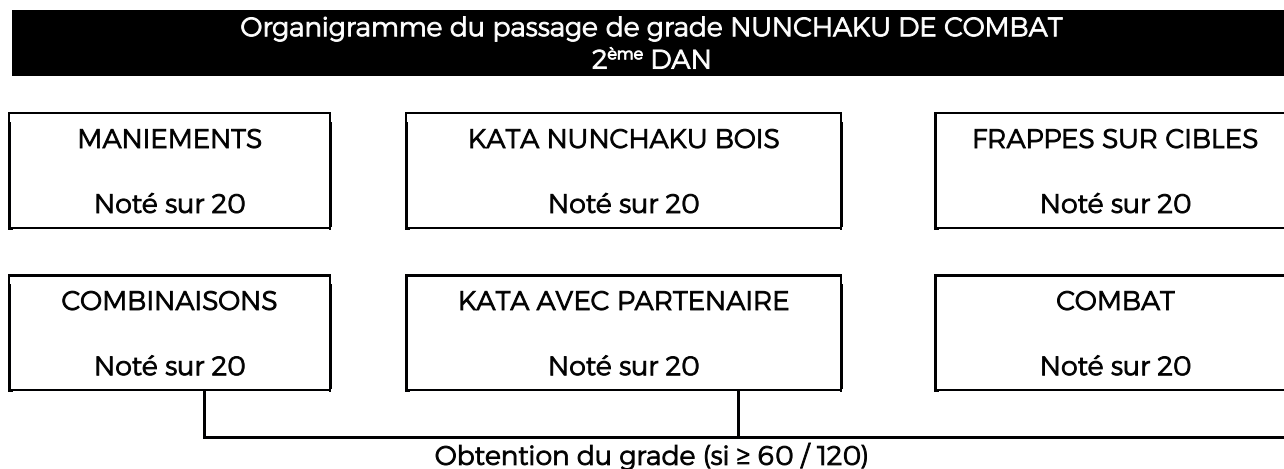 Organigramme du passage de grade NUNCHAKU DE COMBAT
2ème DAN
MANIEMENTS
Noté sur 20
KATA NUNCHAKU BOIS
Noté sur 20
FRAPPES SUR CIBLES
Noté sur 20
COMBINAISONS
Noté sur 20
KATA AVEC PARTENAIRE
Noté sur 20
COMBAT
Noté sur 20
Obtention du grade (si ≥ 60 / 120)